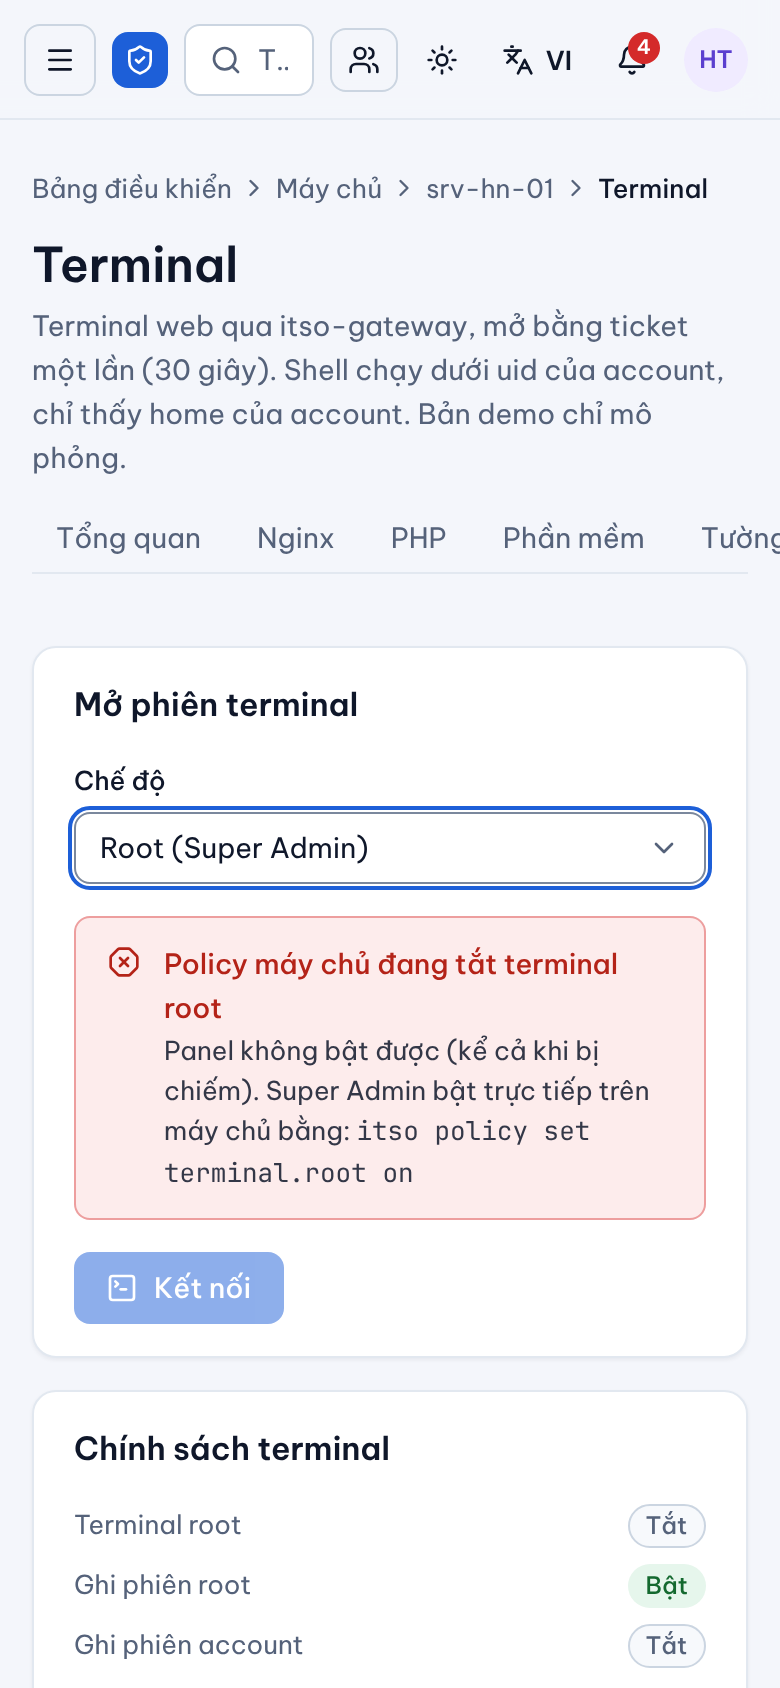 T..
VI
4
HT
Bảng điều khiển > Máy chủ > srv-hn-01 > Terminal
Terminal
Terminal web qua itso-gateway, mở bằng ticket
một lần (30 giây). Shell chạy dưới uid của account,
chỉ thấy home của account. Bản demo chỉ mô
phỏng.
Tổng quan Nginx PHP Phần mềm Tường
Mở phiên terminal
Chế độ
Root (Super Admin)
Policy máy chủ đang tắt terminal
root
Panel không bật được (kể cả khi bị
chiếm). Super Admin bật trực tiếp trên
máy chủ bằng: itso policy set
terminal.root on
Kết nối
Chính sách terminal
Terminal root Tắt
Ghi phiên root Bật
Ghi phiên account Tắt